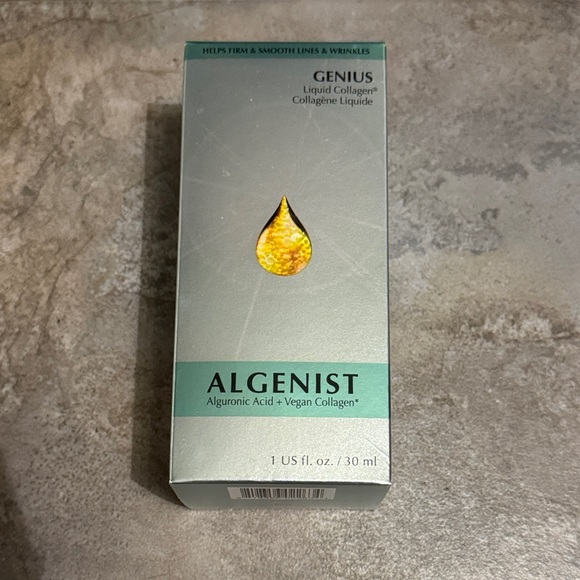 HELPS FIRM & SMOOTH LINES & WRINKLES
GENIUS
Liquid Collagen®
Collagène Liquide
ALGENIST
Alguronic Acid + Vegan Collagen*
1 US fl. oz. / 30 ml